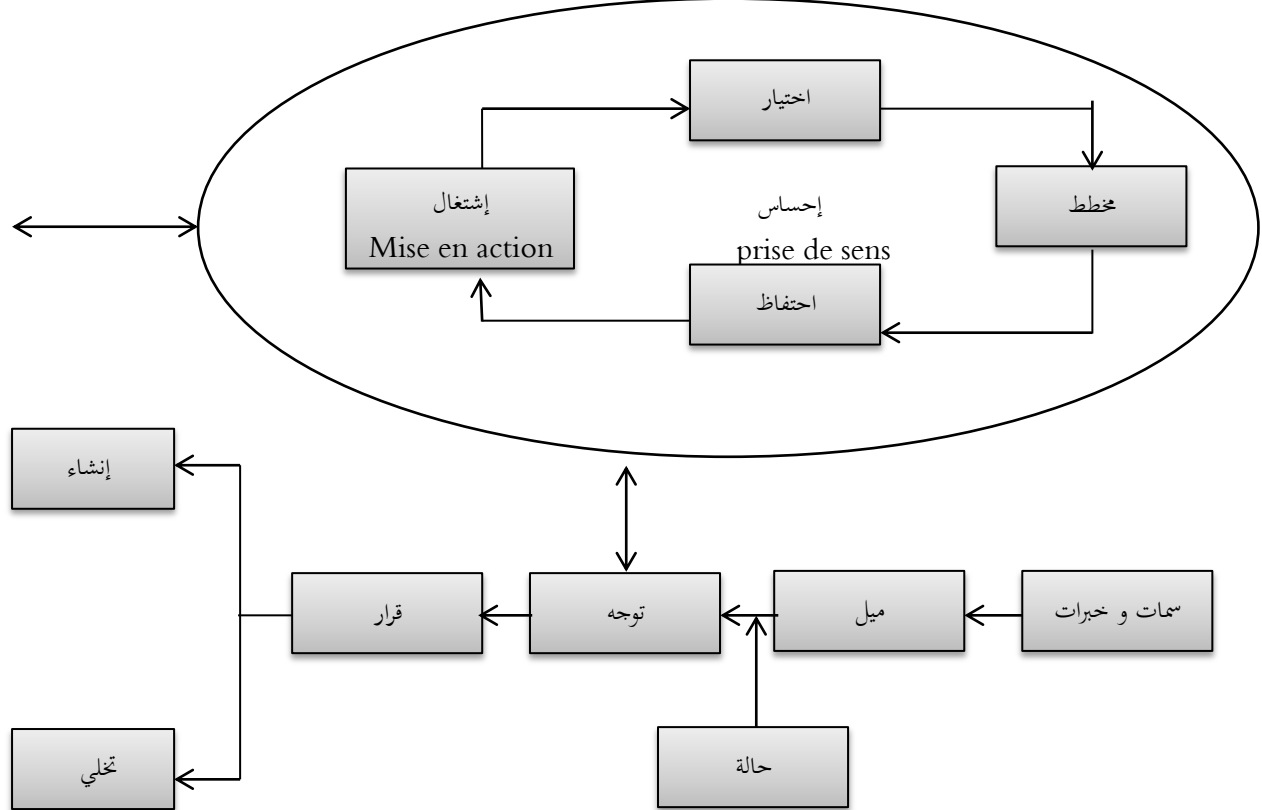 اختيار
مخطط
إشتغال
Mise en action
إحساس
prise de sens
احتفاظ
إنشاء
سمات و خبرات
ميل
توجه
قرار
حالة
تخلي